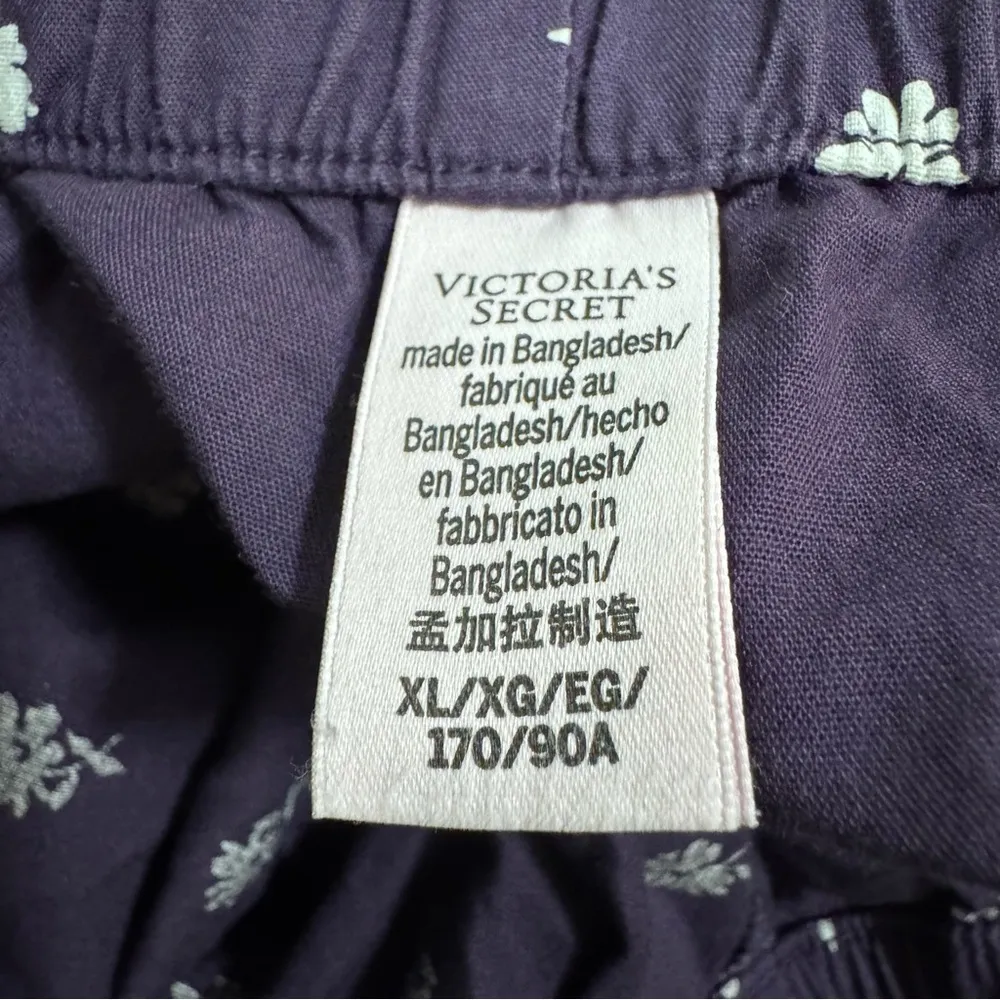 VICTORIA'S
SECRET
made in Bangladesh/
fabriqué au
Bangladesh/hecho
en Bangladesh/
fabbricato in
Bangladesh/
孟加拉制造
XL/XG/EG/
170/90A